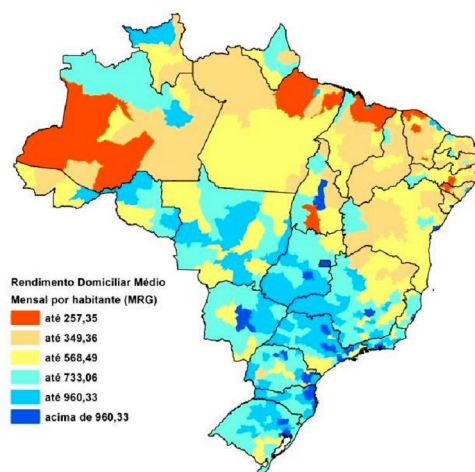 Rendimento Domiciliar Médio
Mensal por habitante (MRG)
até 257,35
até 349,36
até 568,49
até 733,06
até 960,33
acima de 960,33